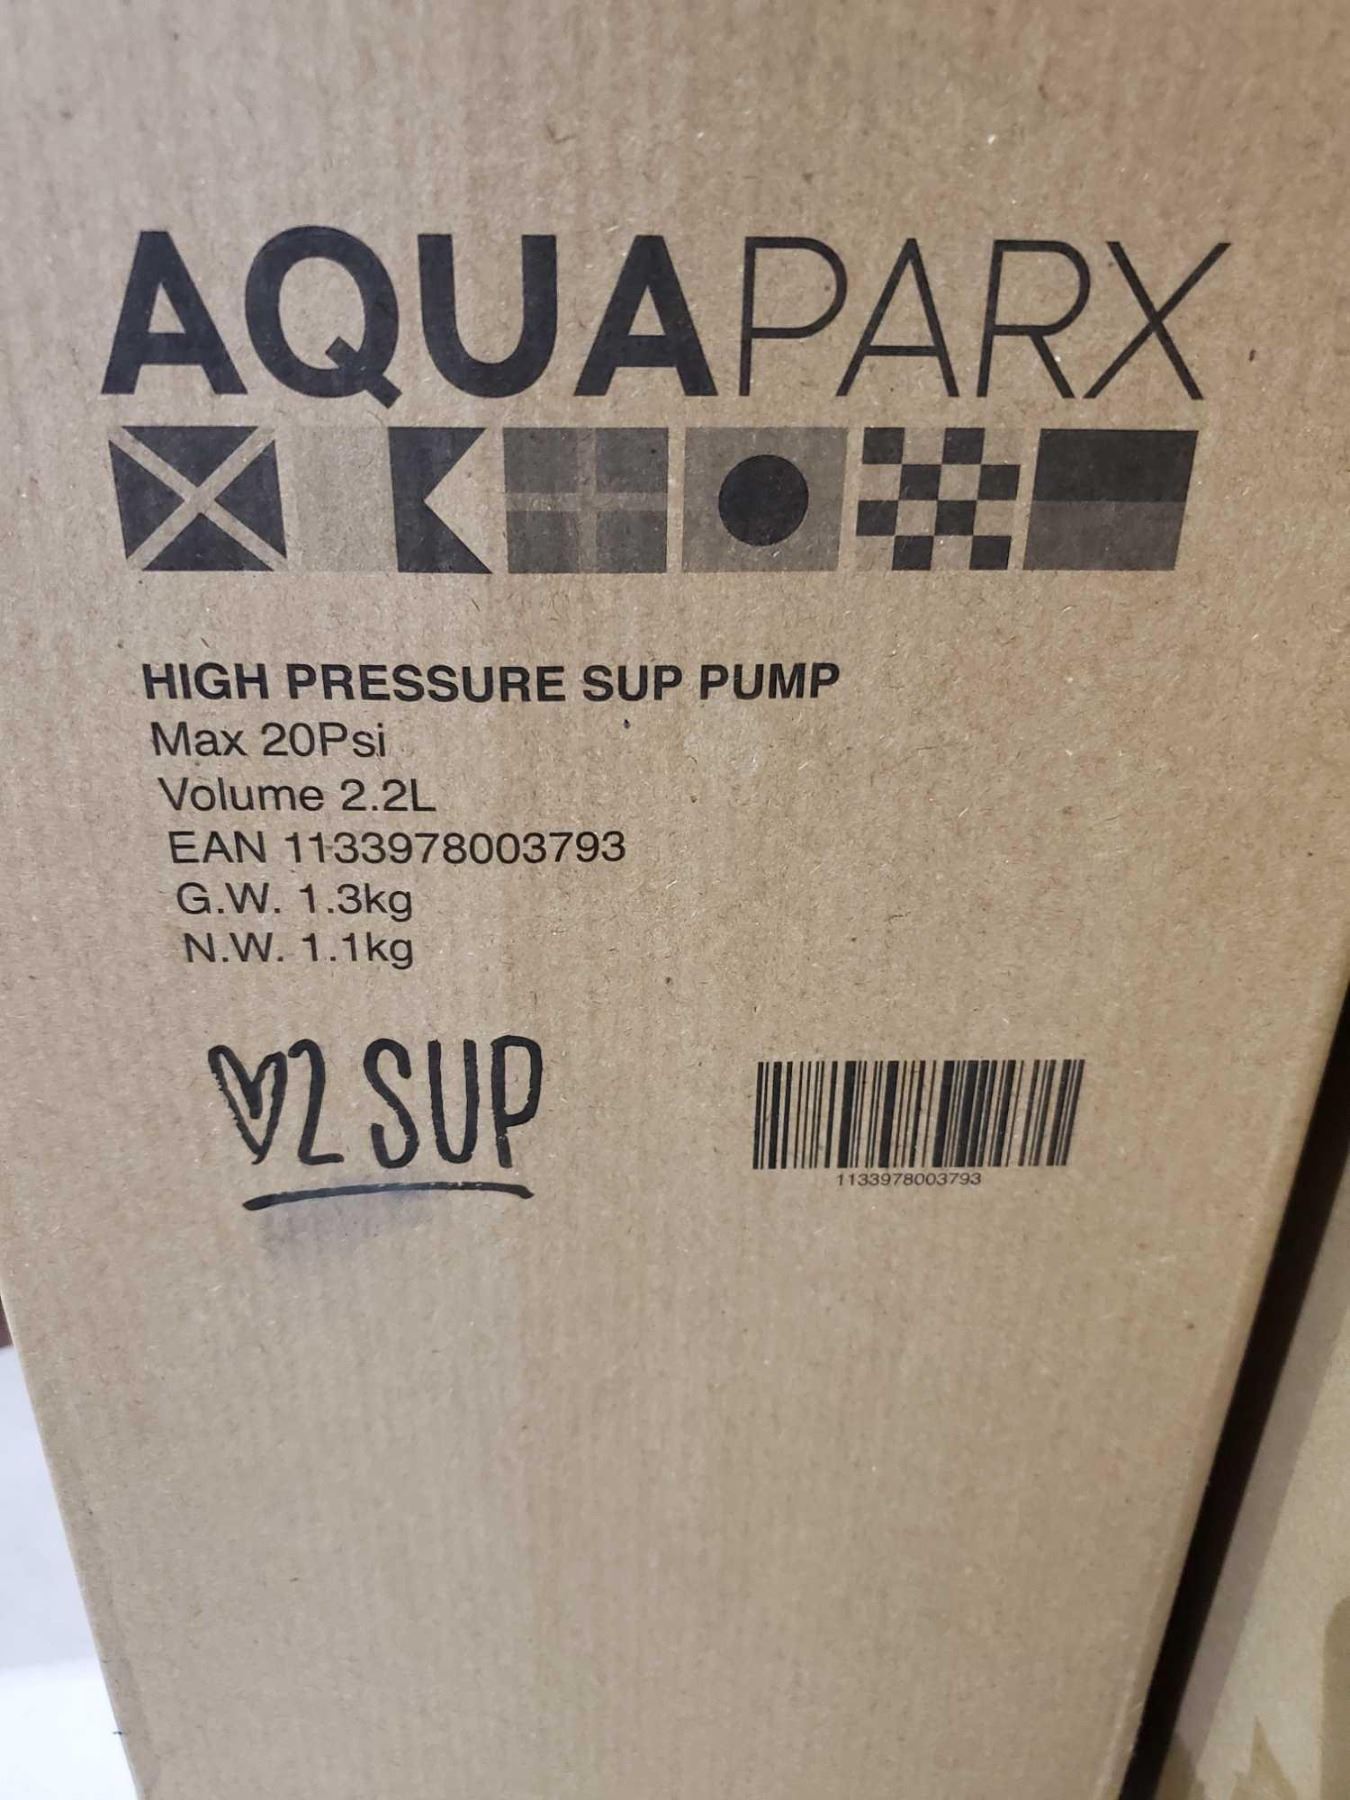 AQUAPARX
HIGH PRESSURE SUP PUMP
Max 20Psi
Volume 2.2L
EAN 1133978003793
G.W. 1.3kg
N.W. 1.1kg
♡2 SUP
1133978003793